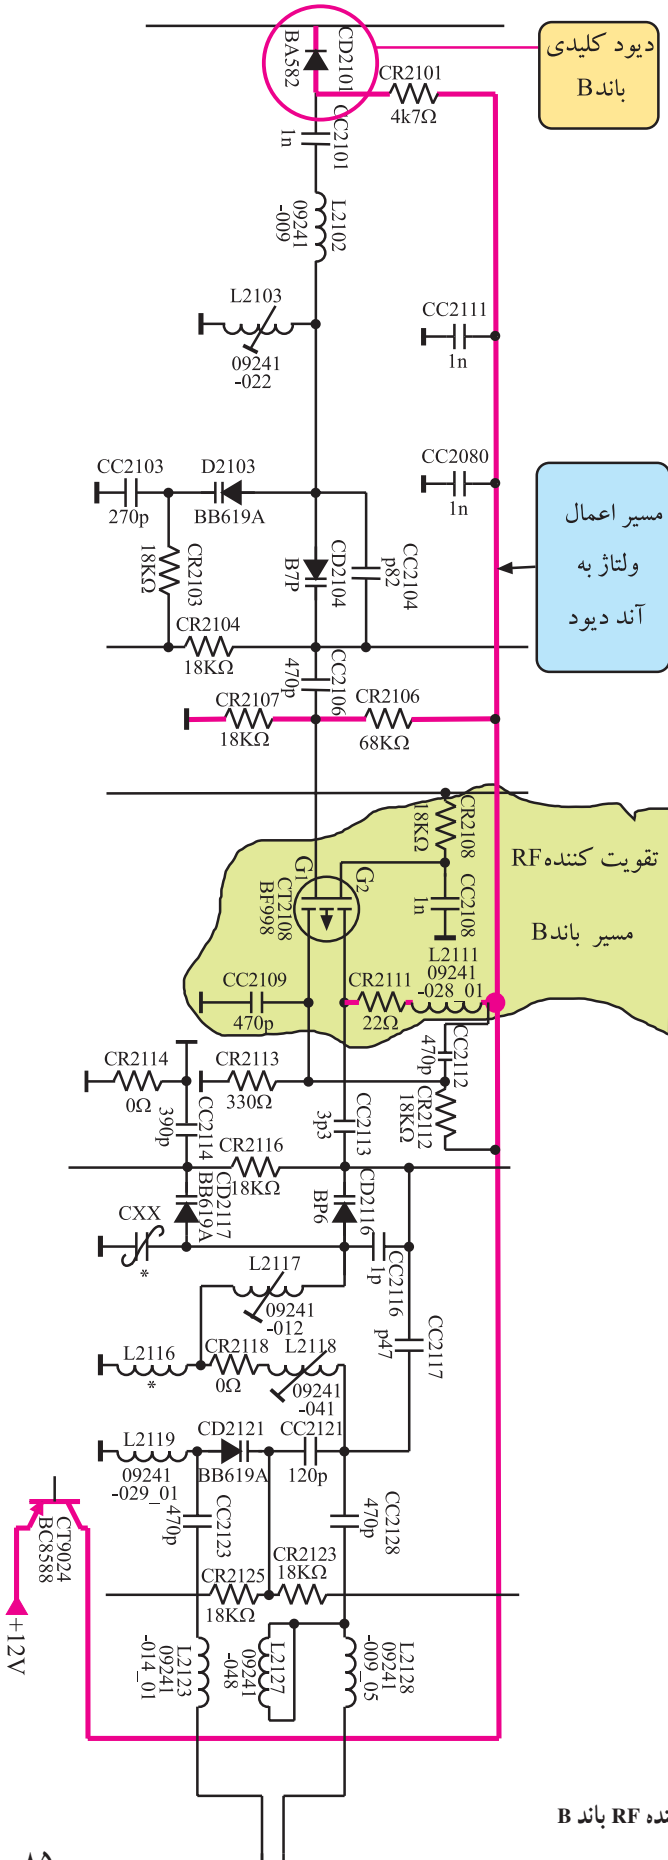 دیود کلیدی
باند B
CD2101
BA582
CR2101
4k7Ω
CC2101
1n
L2102
09241
-009
L2103
09241
-022
CC2111
1n
CC2103
270p
D2103
BB619A
CC2080
1n
مسیر اعمال
ولتاژ به
آند دیود
CR2103
18KΩ
CD2104
B7P
CC2104
p82
CR2104
18KΩ
CC2106
470p
CR2107
18KΩ
CR2106
68KΩ
CR2108
18KΩ
تقویت کننده RF
مسیر باند B
G1
G2
CT2108
BF998
CC2108
1n
L2111
09241
-028_01
CC2109
470p
CR2111
22Ω
CC2112
470p
CR2114
0Ω
CR2113
330Ω
CR2112
18KΩ
CC2114
390p
CC2113
3p3
CR2116
18KΩ
CD2117
BB619A
CD2116
BP6
CXX
*
CC2116
1p
L2117
09241
-012
CC2117
p47
L2116
*
CR2118
0Ω
L2118
09241
-041
L2119
09241
-029_01
CD2121
BB619A
CC2121
120p
CT9024
BC8588
+12V
CC2123
470p
CC2128
470p
CR2125
18KΩ
CR2123
18KΩ
L2123
09241
-014_01
L2127
09241
-048
L2128
09241
-009_05
نده RF باند B